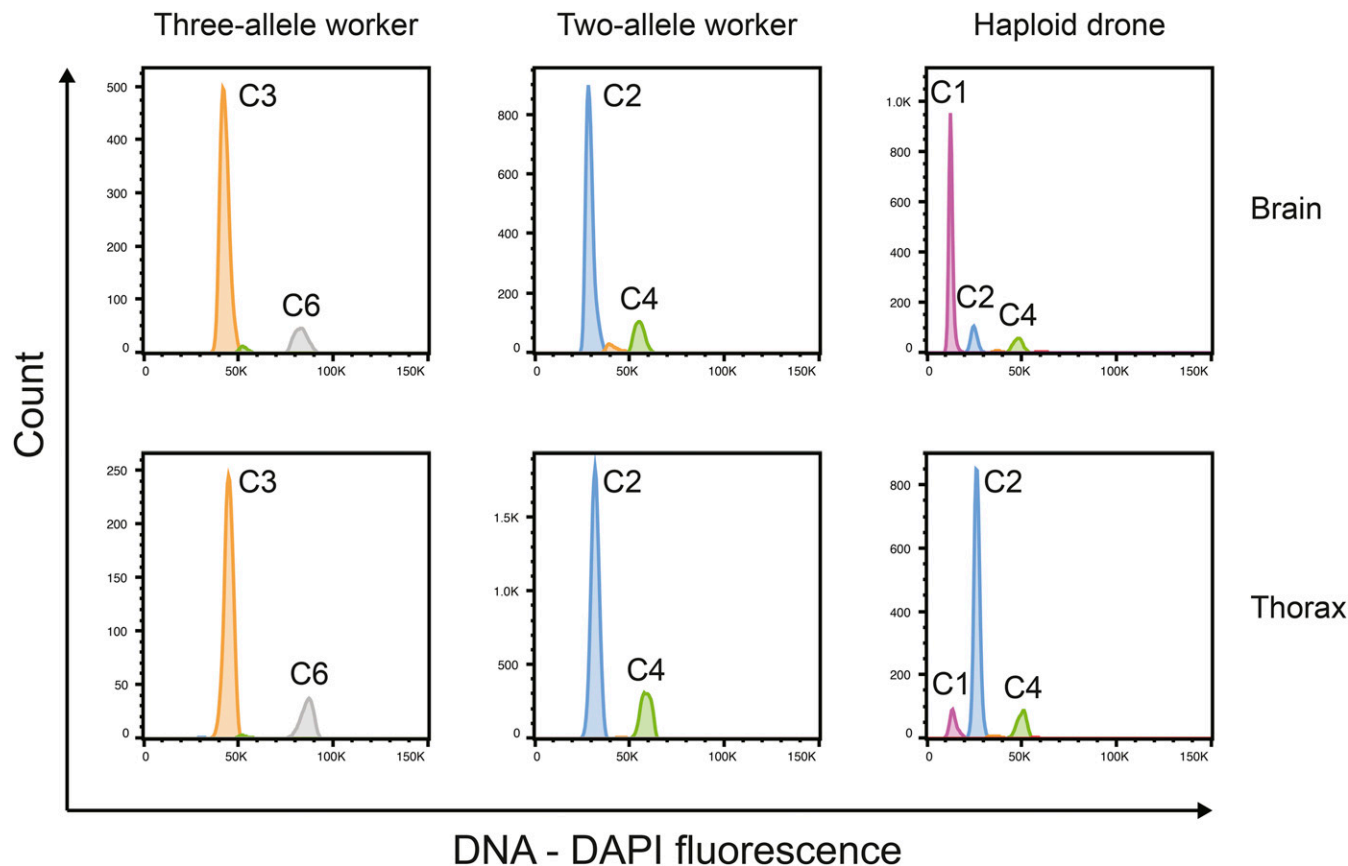 Three-allele worker
Two-allele worker
Haploid drone
500
400
300
200
100
0
C3
C6
0 50K 100K 150K
800
600
400
200
0
C2
C4
0 50K 100K 150K
1.0K
800
600
400
200
0
C1
C2
C4
0 50K 100K 150K
Brain
250
200
150
100
50
0
C3
C6
0 50K 100K 150K
1.5K
1.0K
500
0
C2
C4
0 50K 100K 150K
800
600
400
200
0
C1
C2
C4
0 50K 100K 150K
Thorax
Count
DNA - DAPI fluorescence